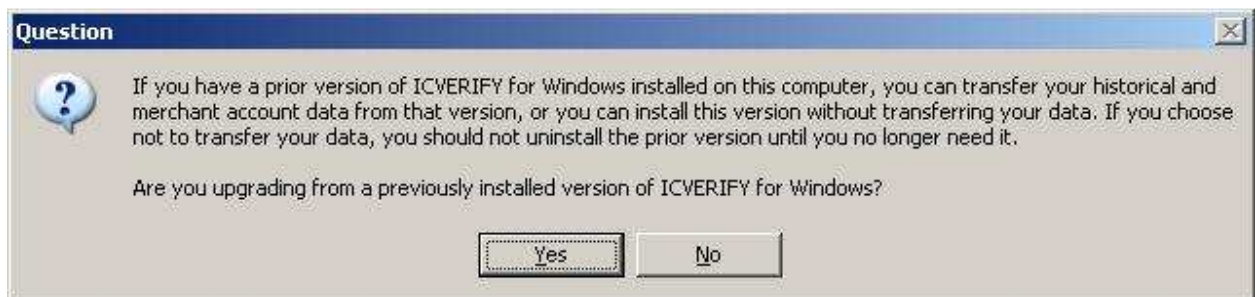 Question
If you have a prior version of ICVERIFY for Windows installed on this computer, you can transfer your historical and
merchant account data from that version, or you can install this version without transferring your data. If you choose
not to transfer your data, you should not uninstall the prior version until you no longer need it.
Are you upgrading from a previously installed version of ICVERIFY for Windows?
Yes No